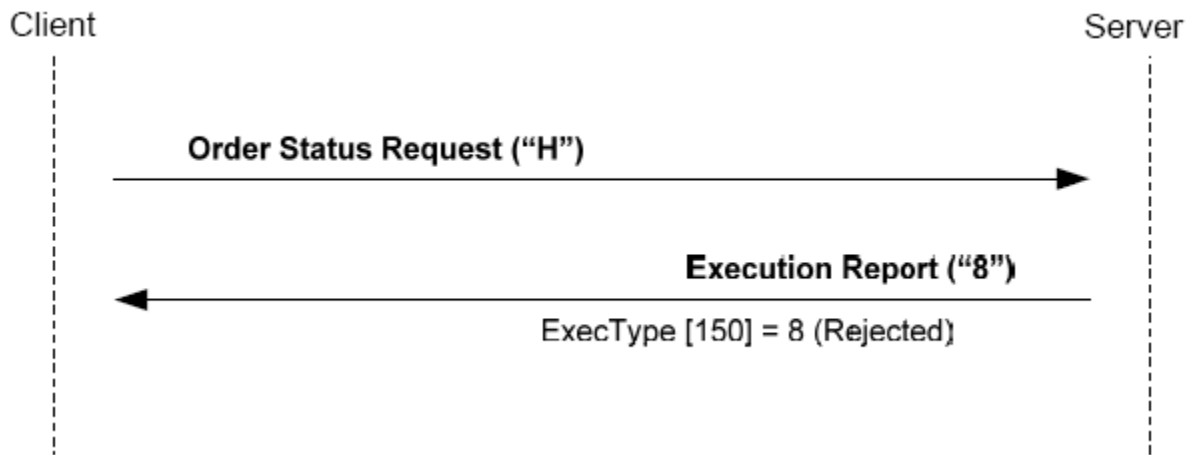 Client
Server
Order Status Request (“H”)
Execution Report (“8”)
ExecType [150] = 8 (Rejected)